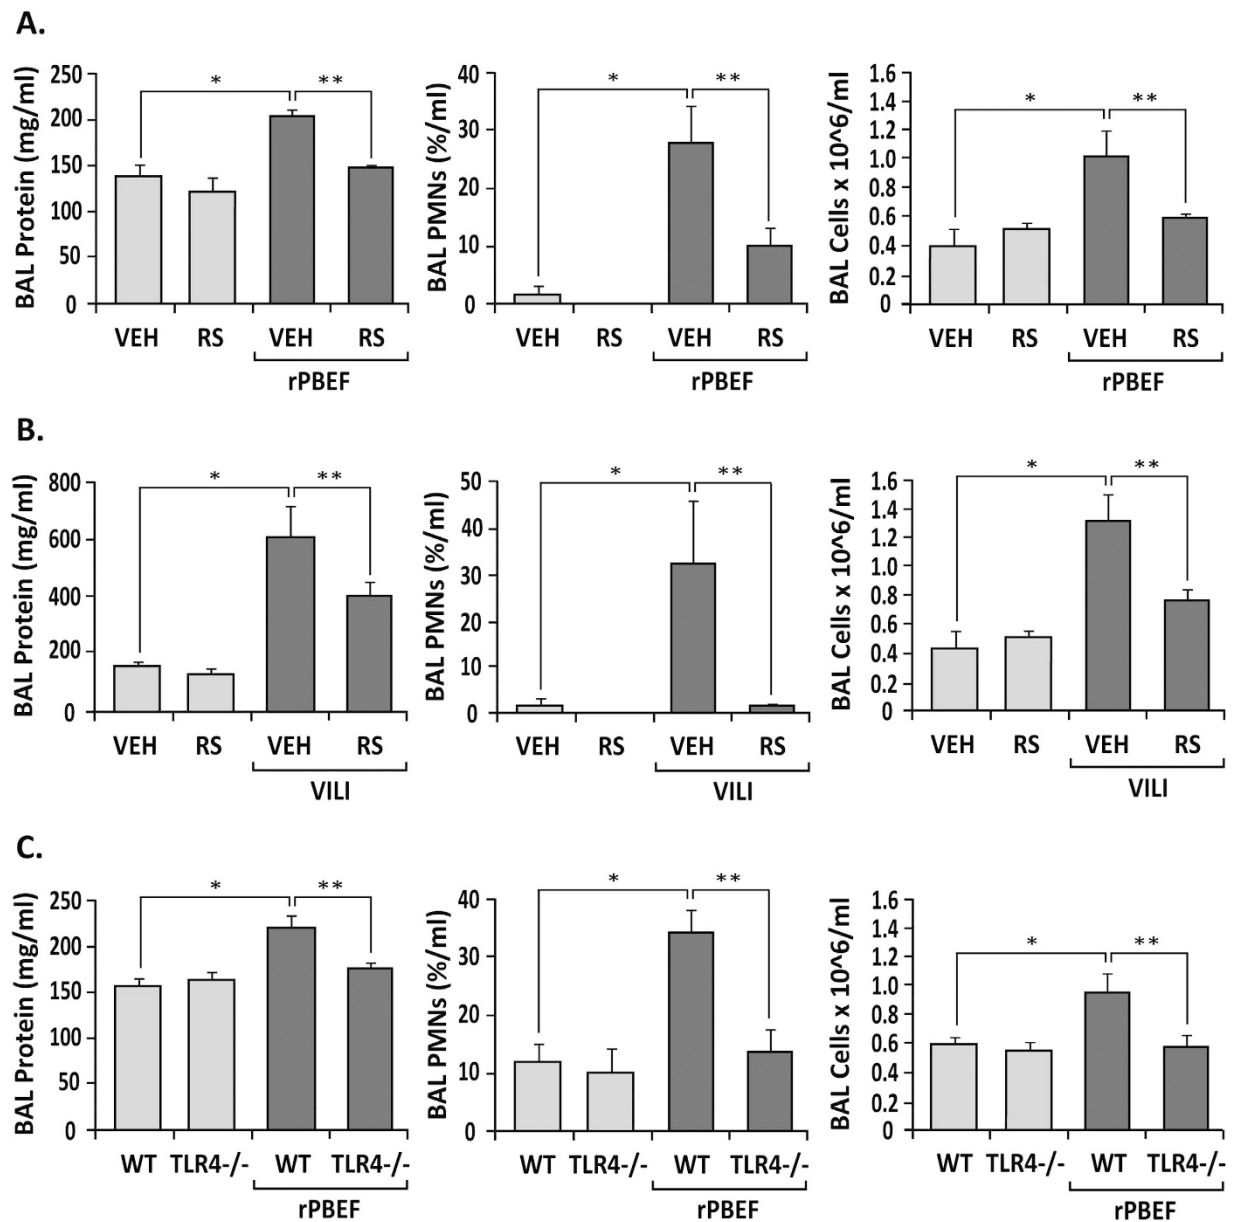 A.
BAL Protein (mg/ml)
250
200
150
100
50
0
*
**
VEH RS VEH RS
rPBEF
BAL PMNs (%/ml)
40
30
20
10
0
*
**
VEH RS VEH RS
rPBEF
BAL Cells x 10^6/ml
1.6
1.4
1.2
1.0
0.8
0.6
0.4
0.2
0
*
**
VEH RS VEH RS
rPBEF
B.
BAL Protein (mg/ml)
800
600
400
200
0
*
**
VEH RS VEH RS
VILI
BAL PMNs (%/ml)
50
40
30
20
10
0
*
**
VEH RS VEH RS
VILI
BAL Cells x 10^6/ml
1.6
1.4
1.2
1.0
0.8
0.6
0.4
0.2
0
*
**
VEH RS VEH RS
VILI
C.
BAL Protein (mg/ml)
250
200
150
100
50
0
*
**
WT TLR4-/- WT TLR4-/-
rPBEF
BAL PMNs (%/ml)
40
30
20
10
0
*
**
WT TLR4-/- WT TLR4-/-
rPBEF
BAL Cells x 10^6/ml
1.6
1.4
1.2
1.0
0.8
0.6
0.4
0.2
0
*
**
WT TLR4-/- WT TLR4-/-
rPBEF